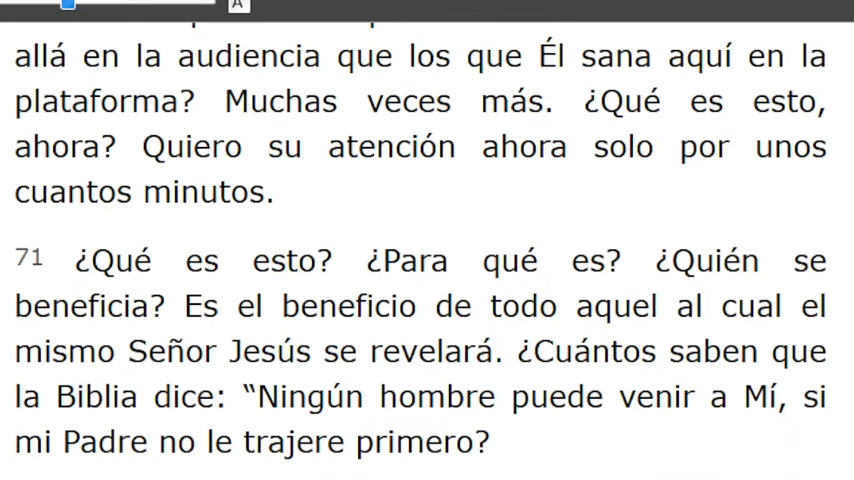 A
allá en la audiencia que los que Él sana aquí en la
plataforma? Muchas veces más. ¿Qué es esto,
ahora? Quiero su atención ahora solo por unos
cuantos minutos.
71 ¿Qué es esto? ¿Para qué es? ¿Quién se
beneficia? Es el beneficio de todo aquel al cual el
mismo Señor Jesús se revelará. ¿Cuántos saben que
la Biblia dice: “Ningún hombre puede venir a Mí, si
mi Padre no le trajere primero?